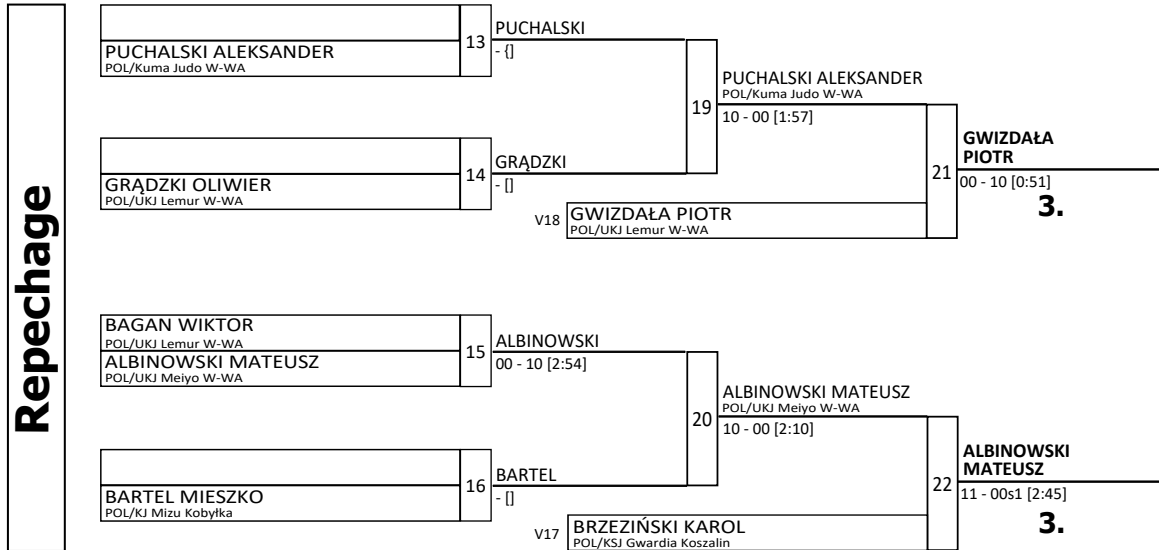 Repechage
PUCHALSKI ALEKSANDER
POL/Kuma Judo W-WA
13
PUCHALSKI
- {]
GRĄDZKI OLIWIER
POL/UKJ Lemur W-WA
14
GRĄDZKI
- []
19
PUCHALSKI ALEKSANDER
POL/Kuma Judo W-WA
10 - 00 [1:57]
V18
GWIZDAŁA PIOTR
POL/UKJ Lemur W-WA
21
GWIZDAŁA
PIOTR
00 - 10 [0:51]
3.
BAGAN WIKTOR
POL/UKJ Lemur W-WA
ALBINOWSKI MATEUSZ
POL/UKJ Meiyo W-WA
15
ALBINOWSKI
00 - 10 [2:54]
BARTEL MIESZKO
POL/KJ Mizu Kobyłka
16
BARTEL
- []
20
ALBINOWSKI MATEUSZ
POL/UKJ Meiyo W-WA
10 - 00 [2:10]
V17
BRZEZIŃSKI KAROL
POL/KSJ Gwardia Koszalin
22
ALBINOWSKI
MATEUSZ
11 - 00s1 [2:45]
3.